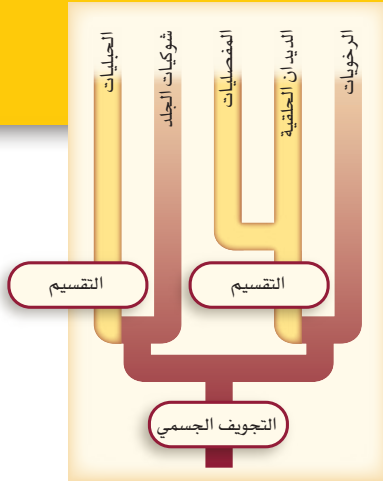 الرخويات
الديدان الحلقية
المفصليات
شوكيات الجلد
الحبليات
التقسيم
التقسيم
التجويف الجسمي